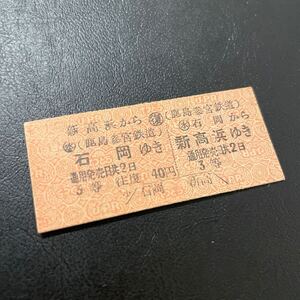 新高浜から ㊝
(鹿島参宮鉄道)
石岡ゆき
通用発売日共2日
3等 往復 40円
石岡から
(鹿島参宮鉄道)
新高浜ゆき
通用発売日共2日
3等